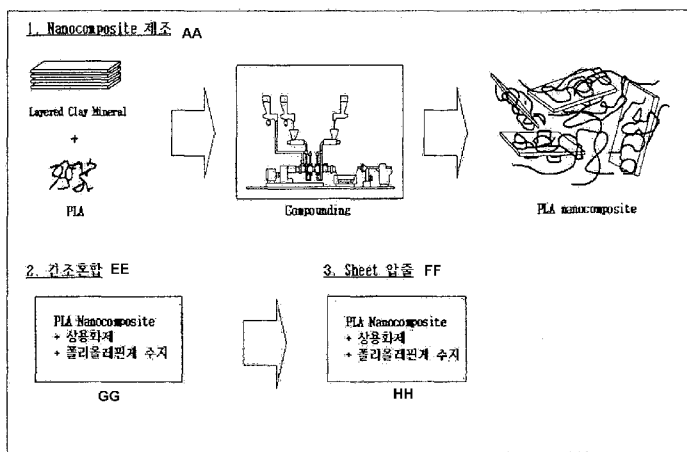 1. Nanocomposite 제조 AA
Layered Clay Mineral
+
PLA
Compounding
PLA nanocomposite
2. 건조혼합 EE
3. Sheet 압출 FF
PLA Nanocomposite
+ 상용화제
+ 폴리올레핀계 수지
GG
PLA Nanocomposite
+ 상용화제
+ 폴리올레핀계 수지
HH